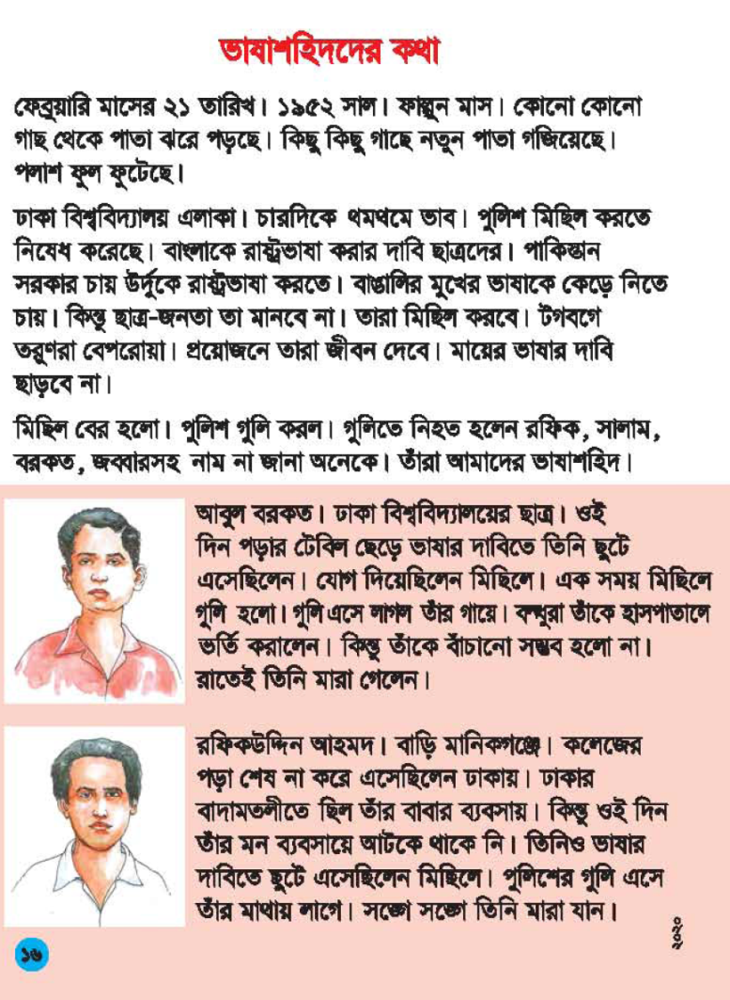 ভাষাশহিদদের কথা
ফেব্রুয়ারি মাসের ২১ তারিখ। ১৯৫২ সাল। ফাল্গুন মাস। কোনো কোনো
গাছ থেকে পাতা ঝরে পড়ছে। কিছু কিছু গাছে নতুন পাতা গজিয়েছে।
পলাশ ফুল ফুটেছে।
ঢাকা বিশ্ববিদ্যালয় এলাকা। চারদিকে থমথমে ভাব। পুলিশ মিছিল করতে
নিষেধ করেছে। বাংলাকে রাষ্ট্রভাষা করার দাবি ছাত্রদের। পাকিস্তান
সরকার চায় উর্দুকে রাষ্ট্রভাষা করতে। বাঙালির মুখের ভাষাকে কেড়ে নিতে
চায়। কিন্তু ছাত্র-জনতা তা মানবে না। তারা মিছিল করবে। টগবগে
তরুণরা বেপরোয়া। প্রয়োজনে তারা জীবন দেবে। মায়ের ভাষার দাবি
ছাড়বে না।
মিছিল বের হলো। পুলিশ গুলি করল। গুলিতে নিহত হলেন রফিক, সালাম,
বরকত, জব্বারসহ নাম না জানা অনেকে। তাঁরা আমাদের ভাষাশহিদ।
আবুল বরকত। ঢাকা বিশ্ববিদ্যালয়ের ছাত্র। ওই
দিন পড়ার টেবিল ছেড়ে ভাষার দাবিতে তিনি ছুটে
এসেছিলেন। যোগ দিয়েছিলেন মিছিলে। এক সময় মিছিলে
গুলি হলো। গুলি এসে লাগল তাঁর গায়ে। বন্ধুরা তাঁকে হাসপাতালে
ভর্তি করালেন। কিন্তু তাঁকে বাঁচানো সম্ভব হলো না।
রাতেই তিনি মারা গেলেন।
রফিকউদ্দিন আহমদ। বাড়ি মানিকগঞ্জে। কলেজের
পড়া শেষ না করে এসেছিলেন ঢাকায়। ঢাকার
বাদামতলীতে ছিল তাঁর বাবার ব্যবসায়। কিন্তু ওই দিন
তাঁর মন ব্যবসায়ে আটকে থাকে নি। তিনিও ভাষার
দাবিতে ছুটে এসেছিলেন মিছিলে। পুলিশের গুলি এসে
তাঁর মাথায় লাগে। সঙ্গে সঙ্গে তিনি মারা যান।
১৬
২০২০